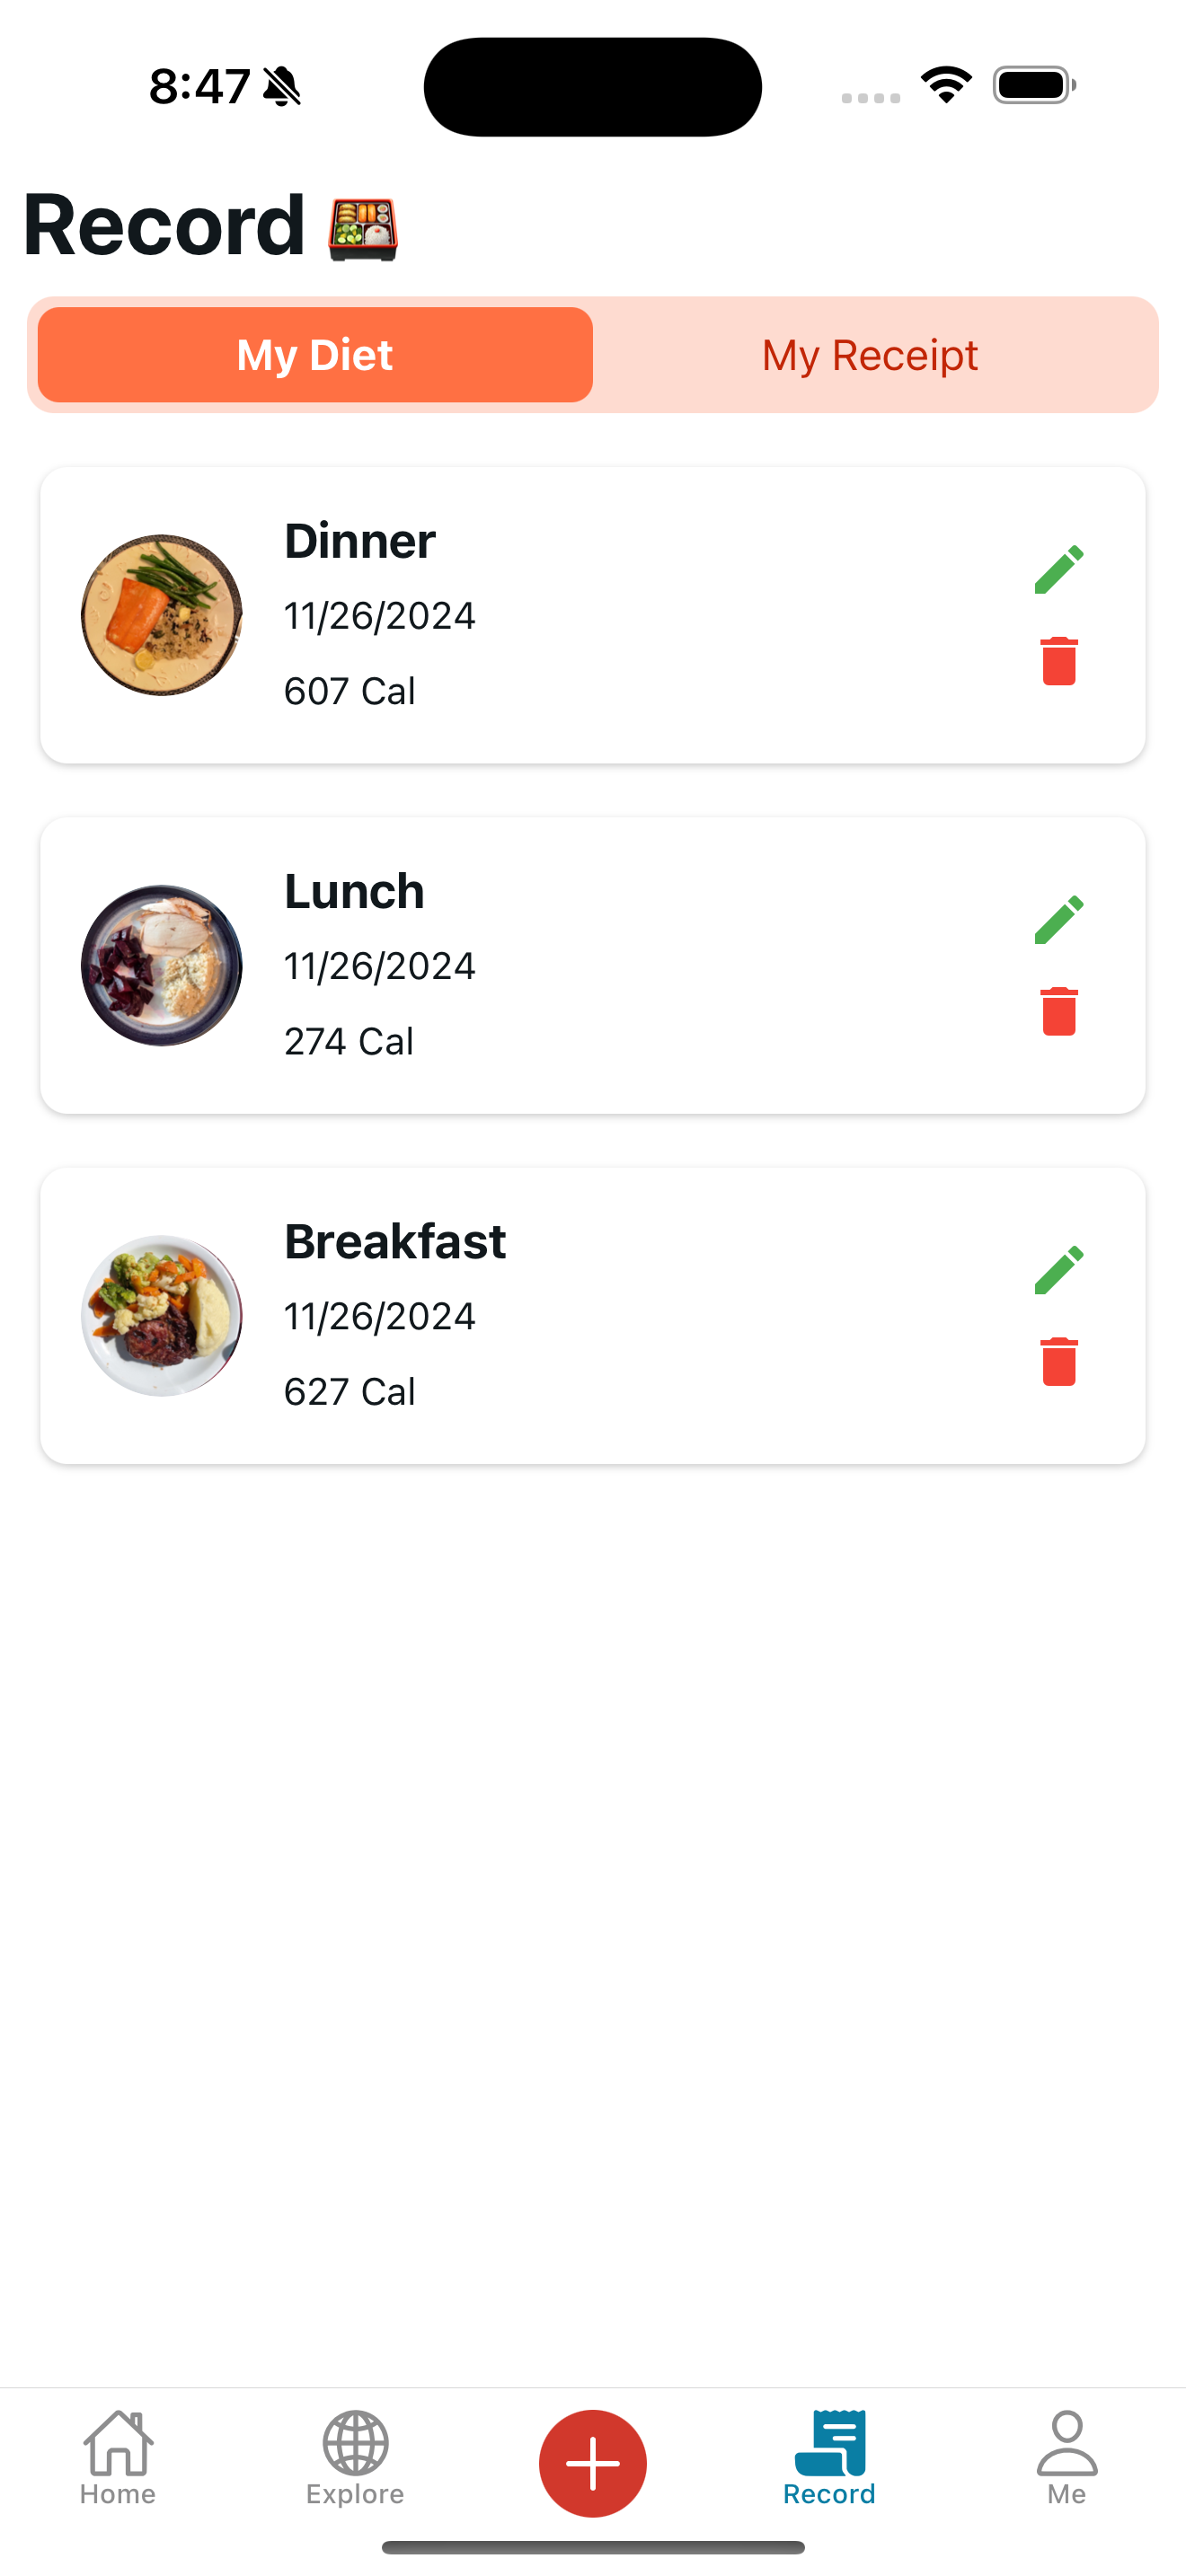 8:47
Record
My Diet
My Receipt
Dinner
11/26/2024
607 Cal
Lunch
11/26/2024
274 Cal
Breakfast
11/26/2024
627 Cal
Home
Explore
Record
Me